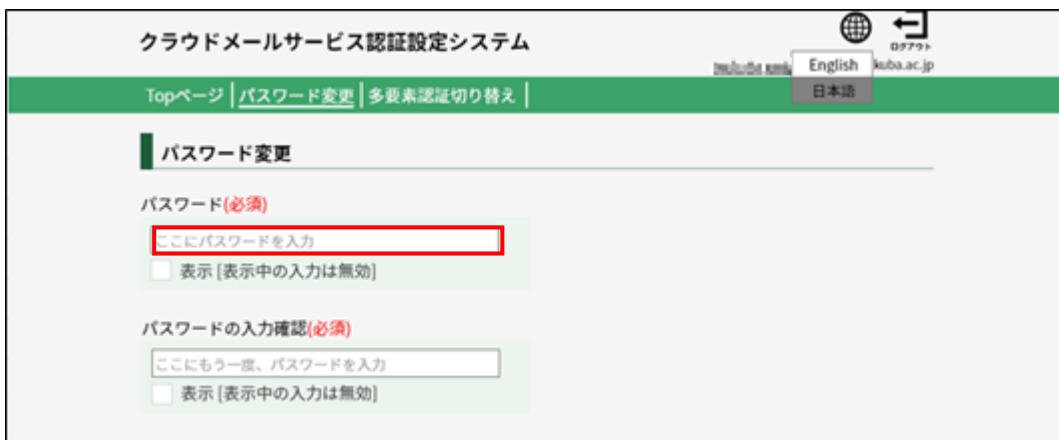 クラウドメールサービス認証設定システム
ログアウト
English
kuba.ac.jp
日本語
Topページ | パスワード変更 | 多要素認証切り替え |
パスワード変更
パスワード(必須)
ここにパスワードを入力
表示 [表示中の入力は無効]
パスワードの入力確認(必須)
ここにもう一度、パスワードを入力
表示 [表示中の入力は無効]